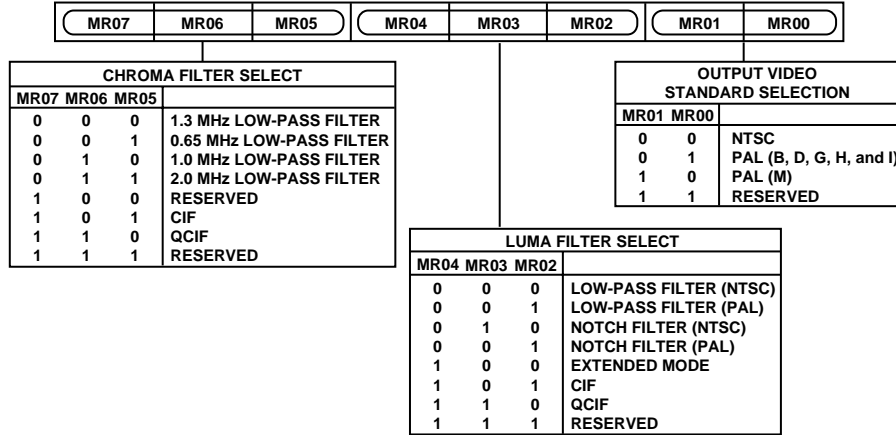 MR07 MR06 MR05 MR04 MR03 MR02 MR01 MR00
CHROMA FILTER SELECT
MR07 MR06 MR05
0 0 0 1.3 MHz LOW-PASS FILTER
0 0 1 0.65 MHz LOW-PASS FILTER
0 1 0 1.0 MHz LOW-PASS FILTER
0 1 1 2.0 MHz LOW-PASS FILTER
1 0 0 RESERVED
1 0 1 CIF
1 1 0 QCIF
1 1 1 RESERVED
OUTPUT VIDEO
STANDARD SELECTION
MR01 MR00
0 0 NTSC
0 1 PAL (B, D, G, H, and I)
1 0 PAL (M)
1 1 RESERVED
LUMA FILTER SELECT
MR04 MR03 MR02
0 0 0 LOW-PASS FILTER (NTSC)
0 0 1 LOW-PASS FILTER (PAL)
0 1 0 NOTCH FILTER (NTSC)
0 0 1 NOTCH FILTER (PAL)
1 0 0 EXTENDED MODE
1 0 1 CIF
1 1 0 QCIF
1 1 1 RESERVED